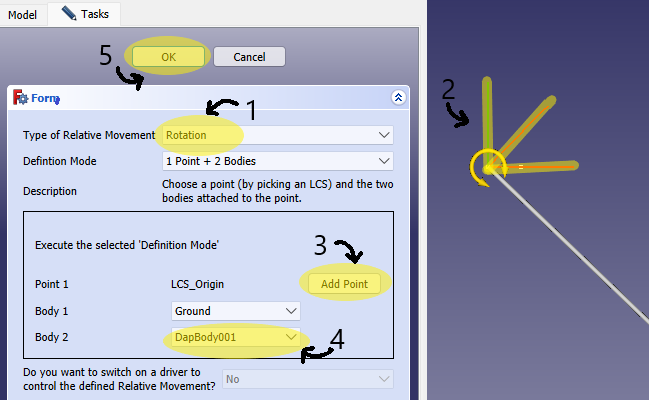 Model
Tasks
5
OK
Cancel
Form
1
Type of Relative Movement
Rotation
Defintion Mode
1 Point + 2 Bodies
Description
Choose a point (by picking an LCS) and the two
bodies attached to the point.
Execute the selected 'Definition Mode'
3
Point 1
LCS_Origin
Add Point
Body 1
Ground
Body 2
DapBody001
4
Do you want to switch on a driver to
control the defined Relative Movement?
No
2